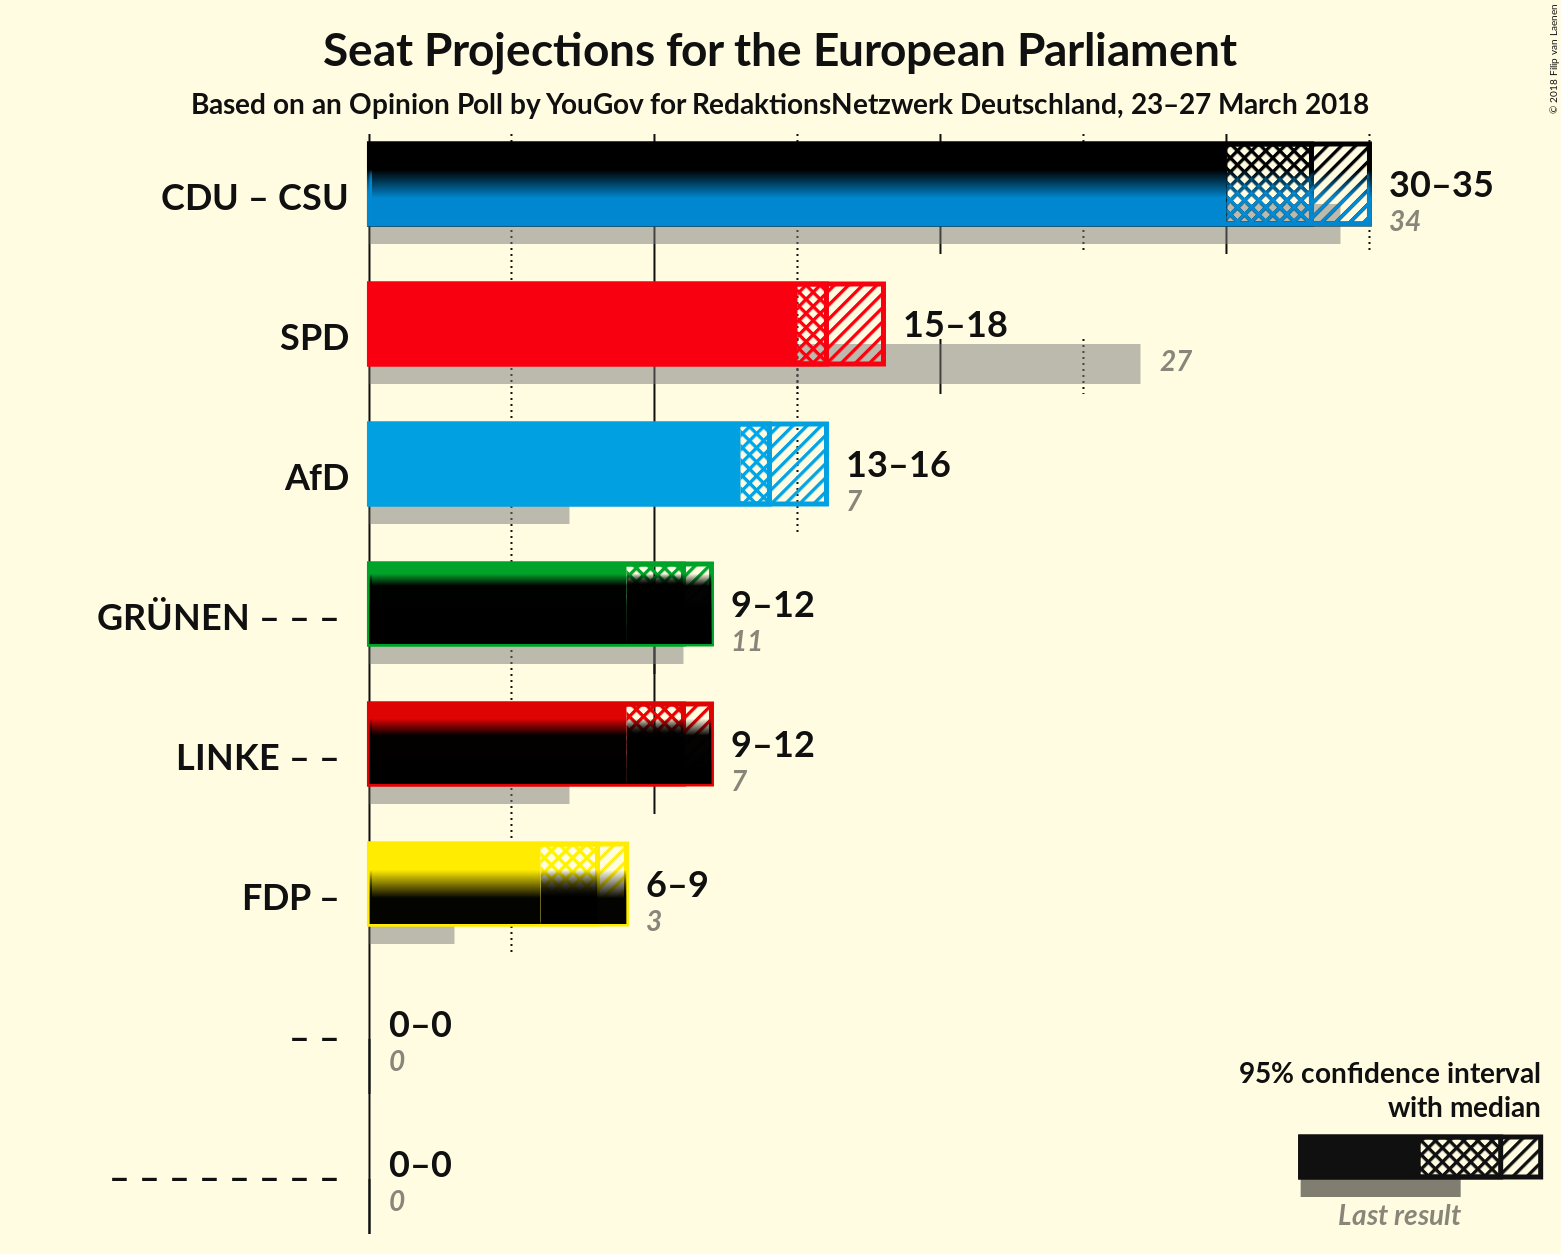 Seat Projections for the European Parliament
Based on an Opinion Poll by YouGov for RedaktionsNetzwerk Deutschland, 23–27 March 2018
© 2018 Filip van Laenen
CDU – CSU
30–35
34
SPD
15–18
27
AfD
13–16
7
GRÜNEN – – –
9–12
11
LINKE – –
9–12
7
FDP –
6–9
3
– –
0–0
0
– – – – – – – –
0–0
0
95% confidence interval
with median
Last result